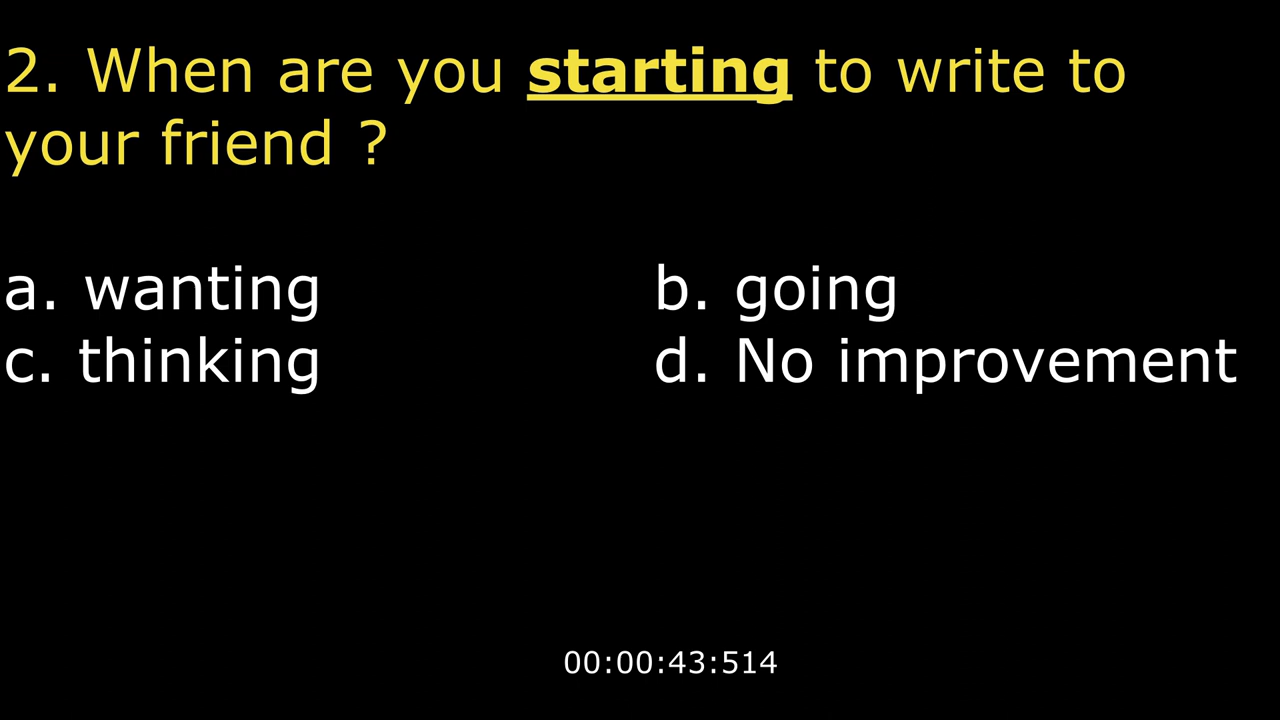 2. When are you starting to write to
your friend ?
a. wanting b. going
c. thinking d. No improvement
00:00:43:514